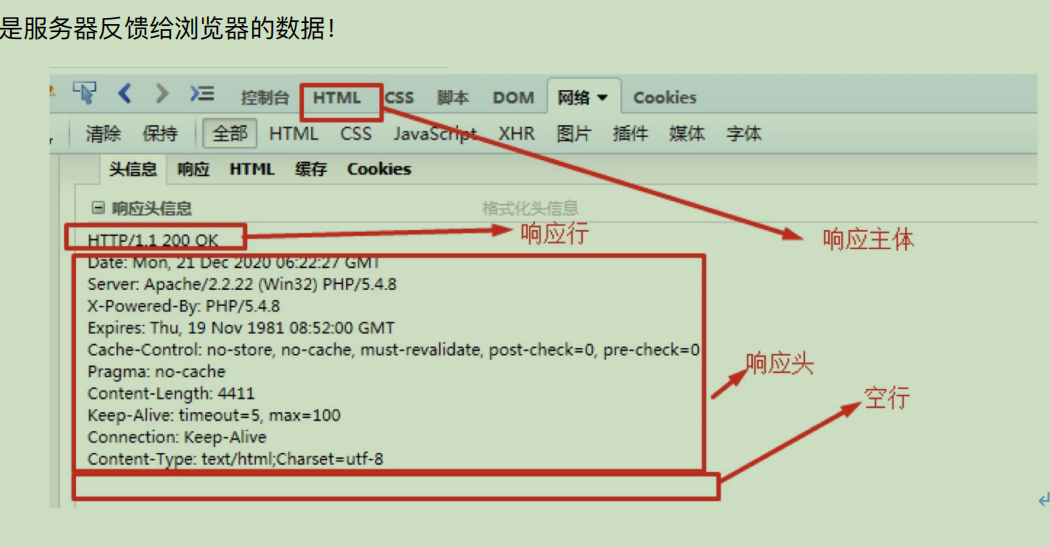 是服务器反馈给浏览器的数据！
控制台 HTML CSS 脚本 DOM 网络 Cookies
清除 保持 全部 HTML CSS JavaScript XHR 图片 插件 媒体 字体
头信息 响应 HTML 缓存 Cookies
响应头信息 格式化头信息
HTTP/1.1 200 OK 响应行 响应主体
Date: Mon, 21 Dec 2020 06:22:27 GMT
Server: Apache/2.2.22 (Win32) PHP/5.4.8
X-Powered-By: PHP/5.4.8
Expires: Thu, 19 Nov 1981 08:52:00 GMT
Cache-Control: no-store, no-cache, must-revalidate, post-check=0, pre-check=0
Pragma: no-cache 响应头
Content-Length: 4411 空行
Keep-Alive: timeout=5, max=100
Connection: Keep-Alive
Content-Type: text/html;Charset=utf-8